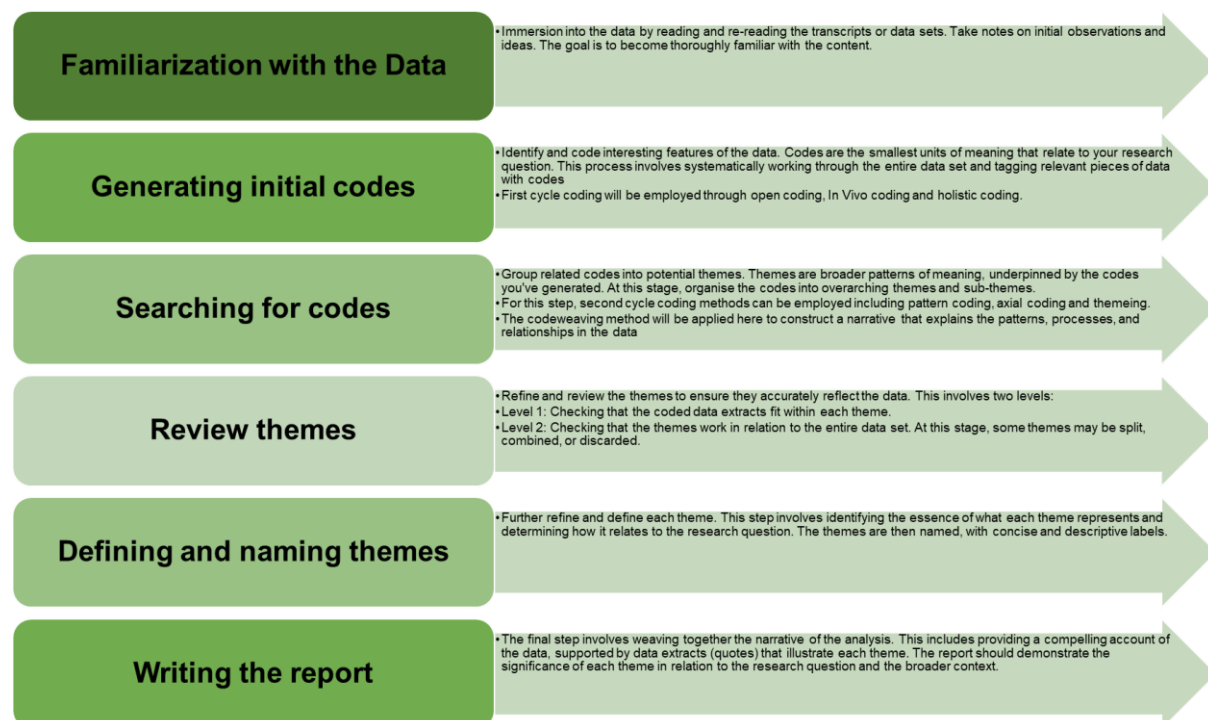 Familiarization with the Data
•Immersion into the data by reading and re-reading the transcripts or data sets. Take notes on initial observations and
ideas. The goal is to become thoroughly familiar with the content.
Generating initial codes
•Identify and code interesting features of the data. Codes are the smallest units of meaning that relate to your research
question. This process involves systematically working through the entire data set and tagging relevant pieces of data
with codes
•First cycle coding will be employed through open coding, In Vivo coding and holistic coding.
Searching for codes
•Group related codes into potential themes. Themes are broader patterns of meaning, underpinned by the codes
you've generated. At this stage, organise the codes into overarching themes and sub-themes.
•For this step, second cycle coding methods can be employed including pattern coding, axial coding and themeing.
•The codeweaving method will be applied here to construct a narrative that explains the patterns, processes, and
relationships in the data
Review themes
•Refine and review the themes to ensure they accurately reflect the data. This involves two levels:
•Level 1: Checking that the coded data extracts fit within each theme.
•Level 2: Checking that the themes work in relation to the entire data set. At this stage, some themes may be split,
combined, or discarded.
Defining and naming themes
•Further refine and define each theme. This step involves identifying the essence of what each theme represents and
determining how it relates to the research question. The themes are then named, with concise and descriptive labels.
Writing the report
•The final step involves weaving together the narrative of the analysis. This includes providing a compelling account of
the data, supported by data extracts (quotes) that illustrate each theme. The report should demonstrate the
significance of each theme in relation to the research question and the broader context.